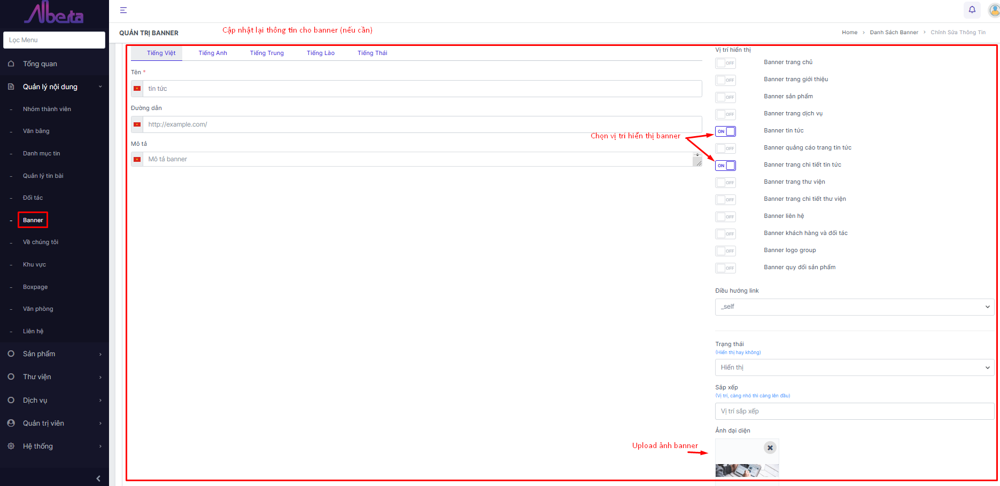 Alberta
Lọc Menu
Tổng quan
Quản lý nội dung
- Nhóm thành viên
- Văn bằng
- Danh mục tin
- Quản lý tin bài
- Đối tác
- Banner
- Về chúng tôi
- Khu vực
- Boxpage
- Văn phòng
- Liên hệ
Sản phẩm
Thư viện
Dịch vụ
Quản trị viên
Hệ thống
QUẢN TRỊ BANNER
Cập nhật lại thông tin cho banner (nếu cần)
Home > Danh Sách Banner > Chỉnh Sửa Thông Tin
Tiếng Việt Tiếng Anh Tiếng Trung Tiếng Lào Tiếng Thái
Tên *
tin tức
Đường dẫn
http://example.com/
Mô tả
Mô tả banner
Chọn vị trí hiển thị banner
Vị trí hiển thị
OFF Banner trang chủ
OFF Banner trang giới thiệu
OFF Banner sản phẩm
OFF Banner trang dịch vụ
ON Banner tin tức
OFF Banner quảng cáo trang tin tức
ON Banner trang chi tiết tin tức
OFF Banner trang thư viện
OFF Banner trang chi tiết thư viện
OFF Banner liên hệ
OFF Banner khách hàng và đối tác
OFF Banner logo group
OFF Banner quy đổi sản phẩm
Điều hướng link
_self
Trạng thái
(Hiển thị hay không)
Hiển thị
Sắp xếp
(Vị trí, càng nhỏ thì càng lên đầu)
Vị trí sắp xếp
Ảnh đại diện
Upload ảnh banner